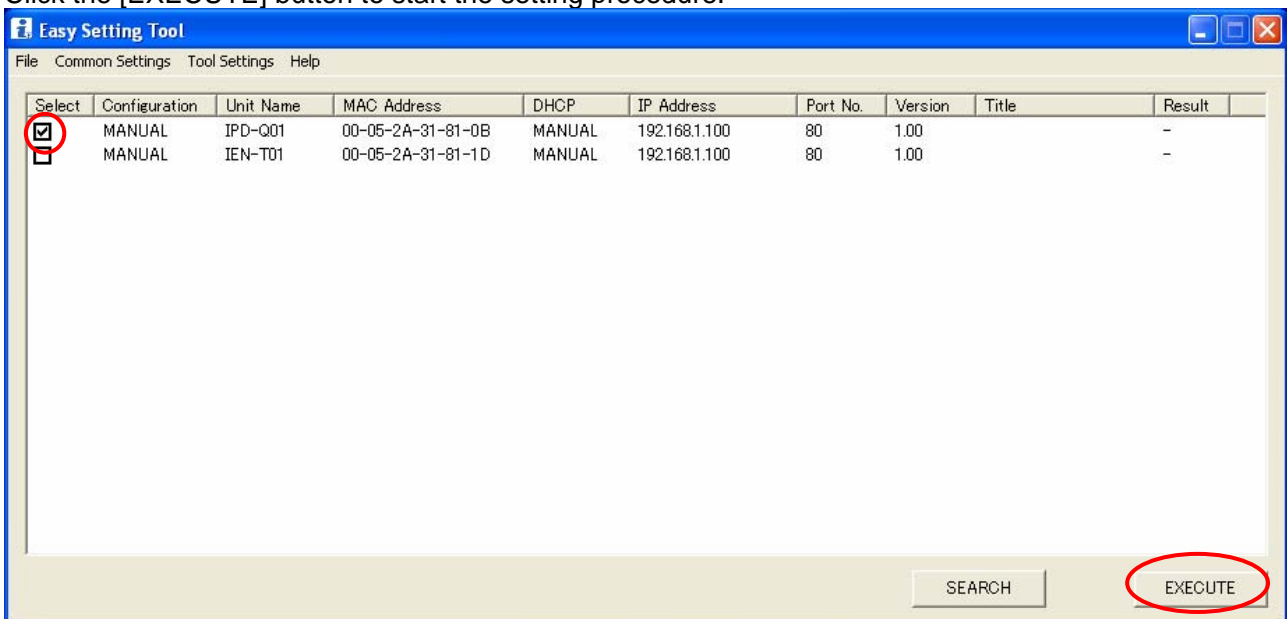 Click the [EXECUTE] button to start the setting procedure.
Easy Setting Tool
File Common Settings Tool Settings Help
Select Configuration Unit Name MAC Address DHCP IP Address Port No. Version Title Result
MANUAL IPD-Q01 00-05-2A-31-81-0B MANUAL 192.168.1.100 80 1.00 -
MANUAL IEN-T01 00-05-2A-31-81-1D MANUAL 192.168.1.100 80 1.00 -
SEARCH EXECUTE